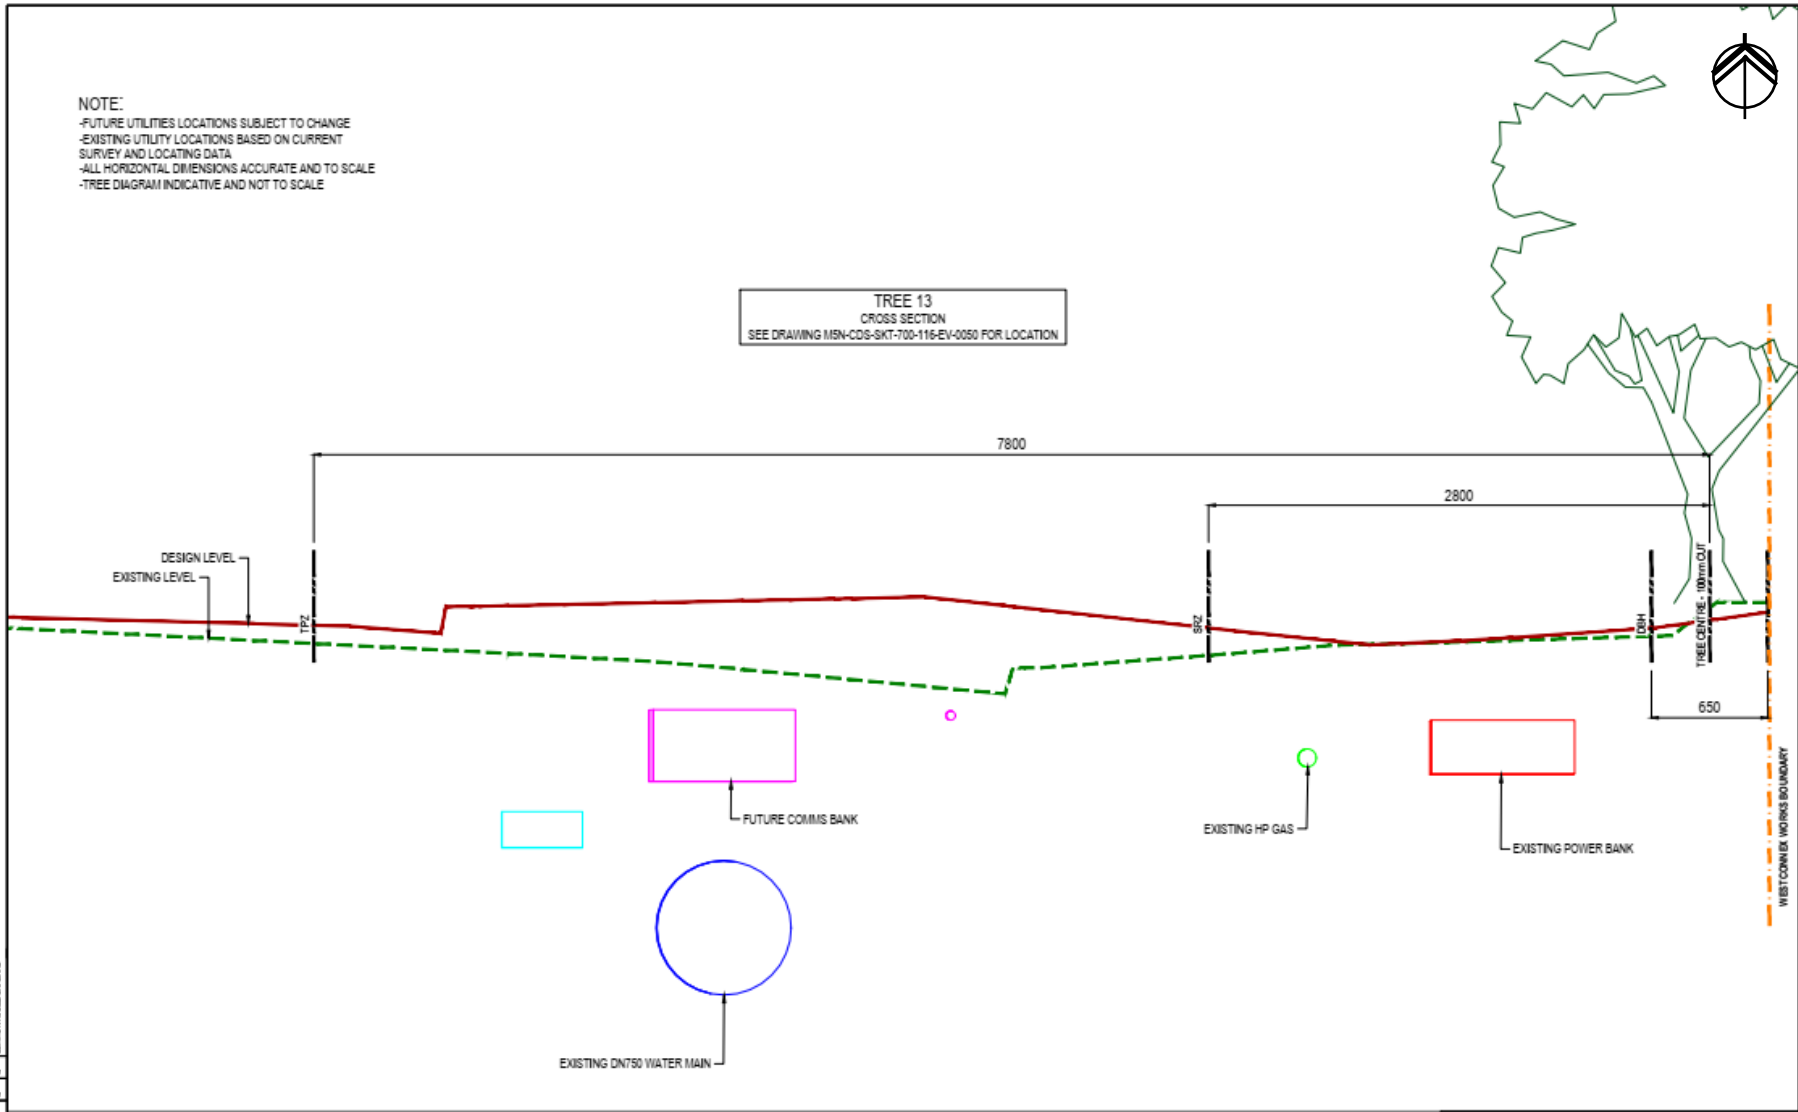 NOTE:
-FUTURE UTILITIES LOCATIONS SUBJECT TO CHANGE
-EXISTING UTILITY LOCATIONS BASED ON CURRENT
SURVEY AND LOCATING DATA
-ALL HORIZONTAL DIMENSIONS ACCURATE AND TO SCALE
-TREE DIAGRAM INDICATIVE AND NOT TO SCALE
TREE 13
CROSS SECTION
SEE DRAWING M5N-CDS-SKT-700-116-EV-0050 FOR LOCATION
7800
2800
DESIGN LEVEL
EXISTING LEVEL
TPZ
SRZ
DBH
TREE CENTRE - 100mm CUT
650
WESTCONNEX WORKS BOUNDARY
FUTURE COMMS BANK
EXISTING HP GAS
EXISTING POWER BANK
EXISTING DN750 WATER MAIN